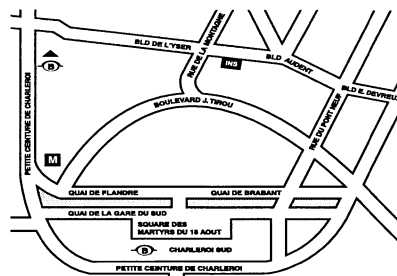 BLD DE L'YSER
RUE DE LA MONTAGNE
BLD AUDENT
INS
B
BLD E. DEVREUX
PETITE CEINTURE DE CHARLEROI
BOULEVARD J. TIROU
RUE DU PONT NEUF
M
QUAI DE FLANDRE
QUAI DE BRABANT
QUAI DE LA GARE DU SUD
SQUARE DES
MARTYRS DU 18 AOUT
B
CHARLEROI SUD
PETITE CEINTURE DE CHARLEROI